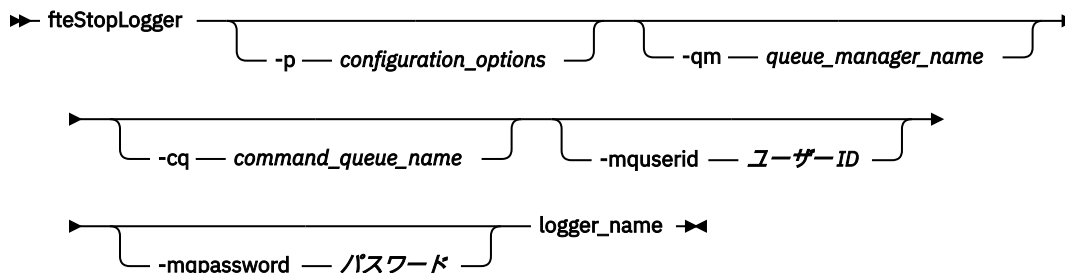 fteStopLogger
-p configuration_options -qm queue_manager_name
-cq command_queue_name -mquserid ユーザーID
logger_name
-mqpassword パスワード